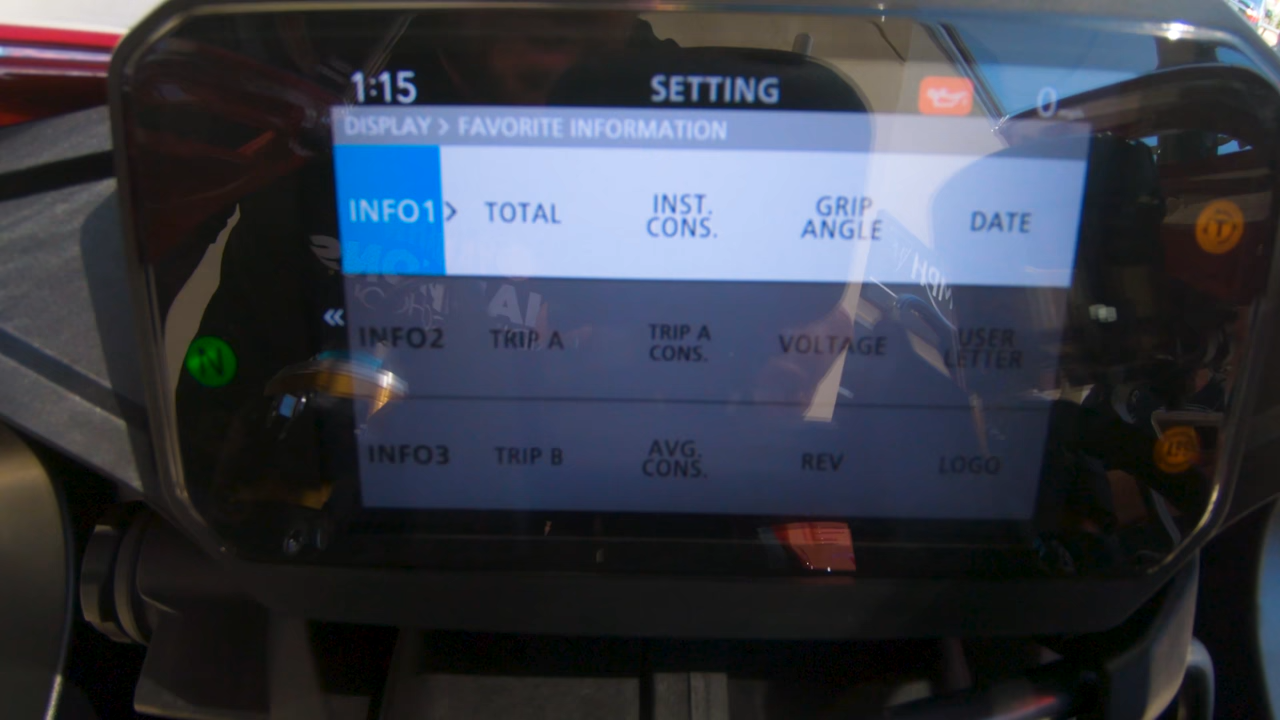 1:15 SETTING 0
DISPLAY > FAVORITE INFORMATION
INFO1 > TOTAL INST. CONS. GRIP ANGLE DATE
«
INFO2 TRIP A TRIP A CONS. VOLTAGE USER LETTER
N
INFO3 TRIP B AVG. CONS. REV LOGO
T